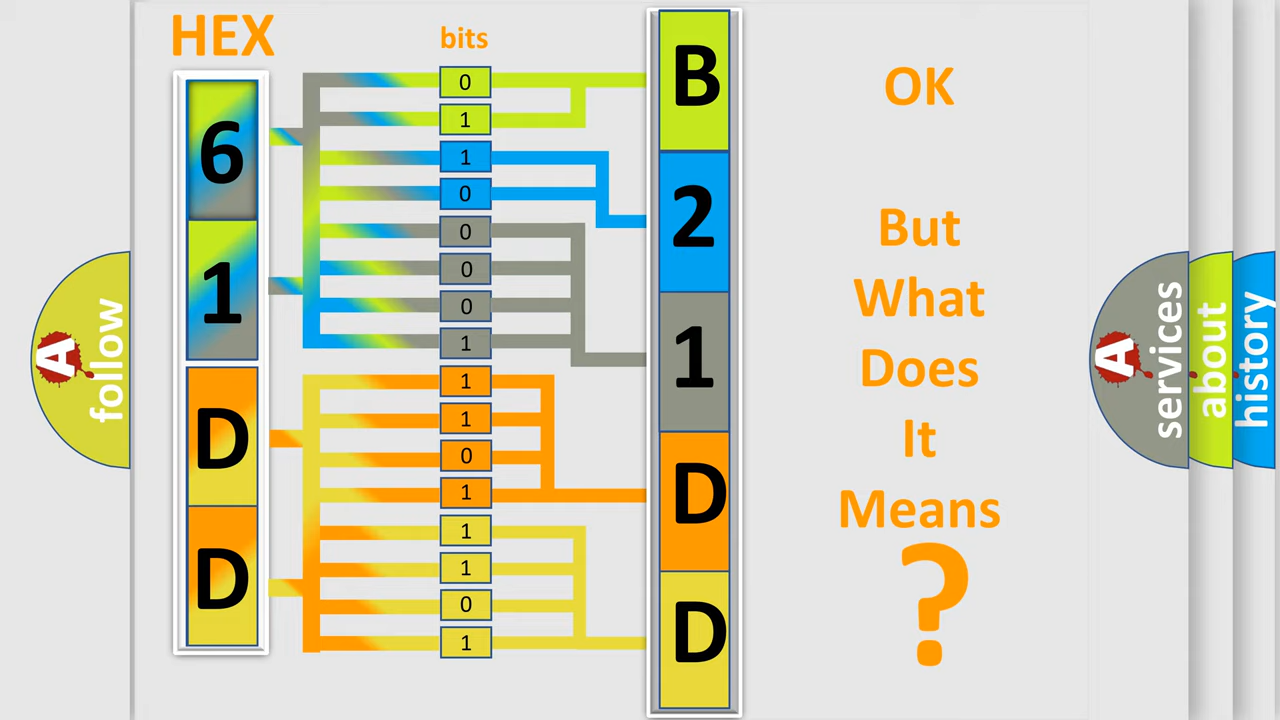 HEX
bits
6
1
D
D
0
1
1
0
0
0
0
1
1
1
0
1
1
1
0
1
B
2
1
D
D
OK
But
What
Does
It
Means
?
A
follow
A
services
about
history